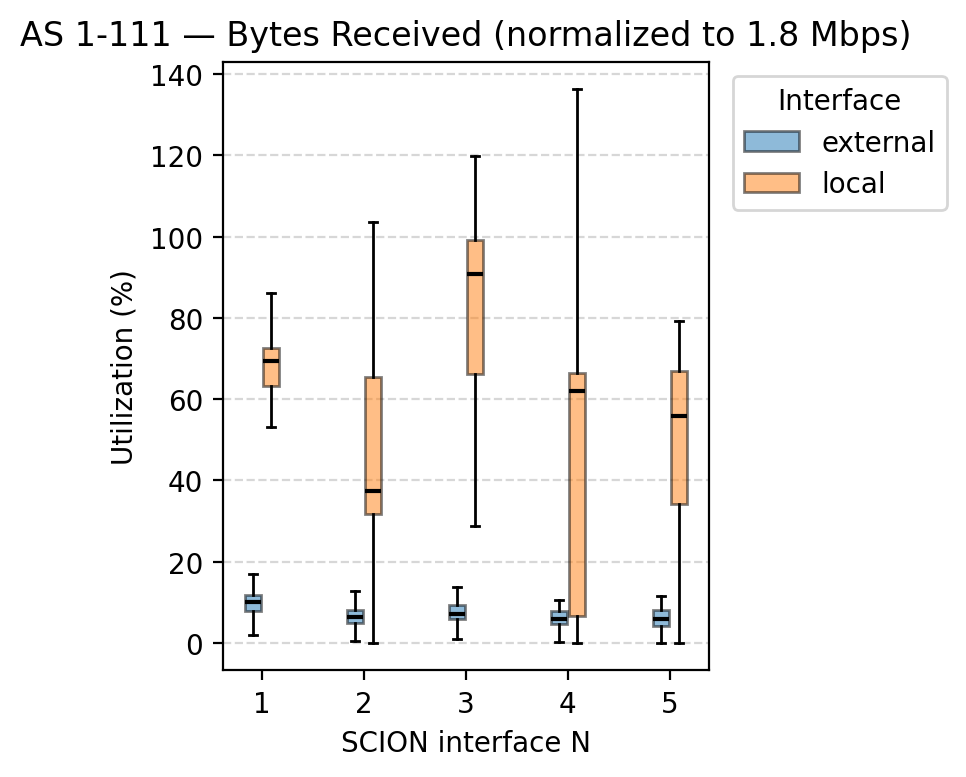 AS 1-111 — Bytes Received (normalized to 1.8 Mbps)
140
120
100
80
60
40
20
0
Utilization (%)
1 2 3 4 5
SCION interface N
Interface
external
local